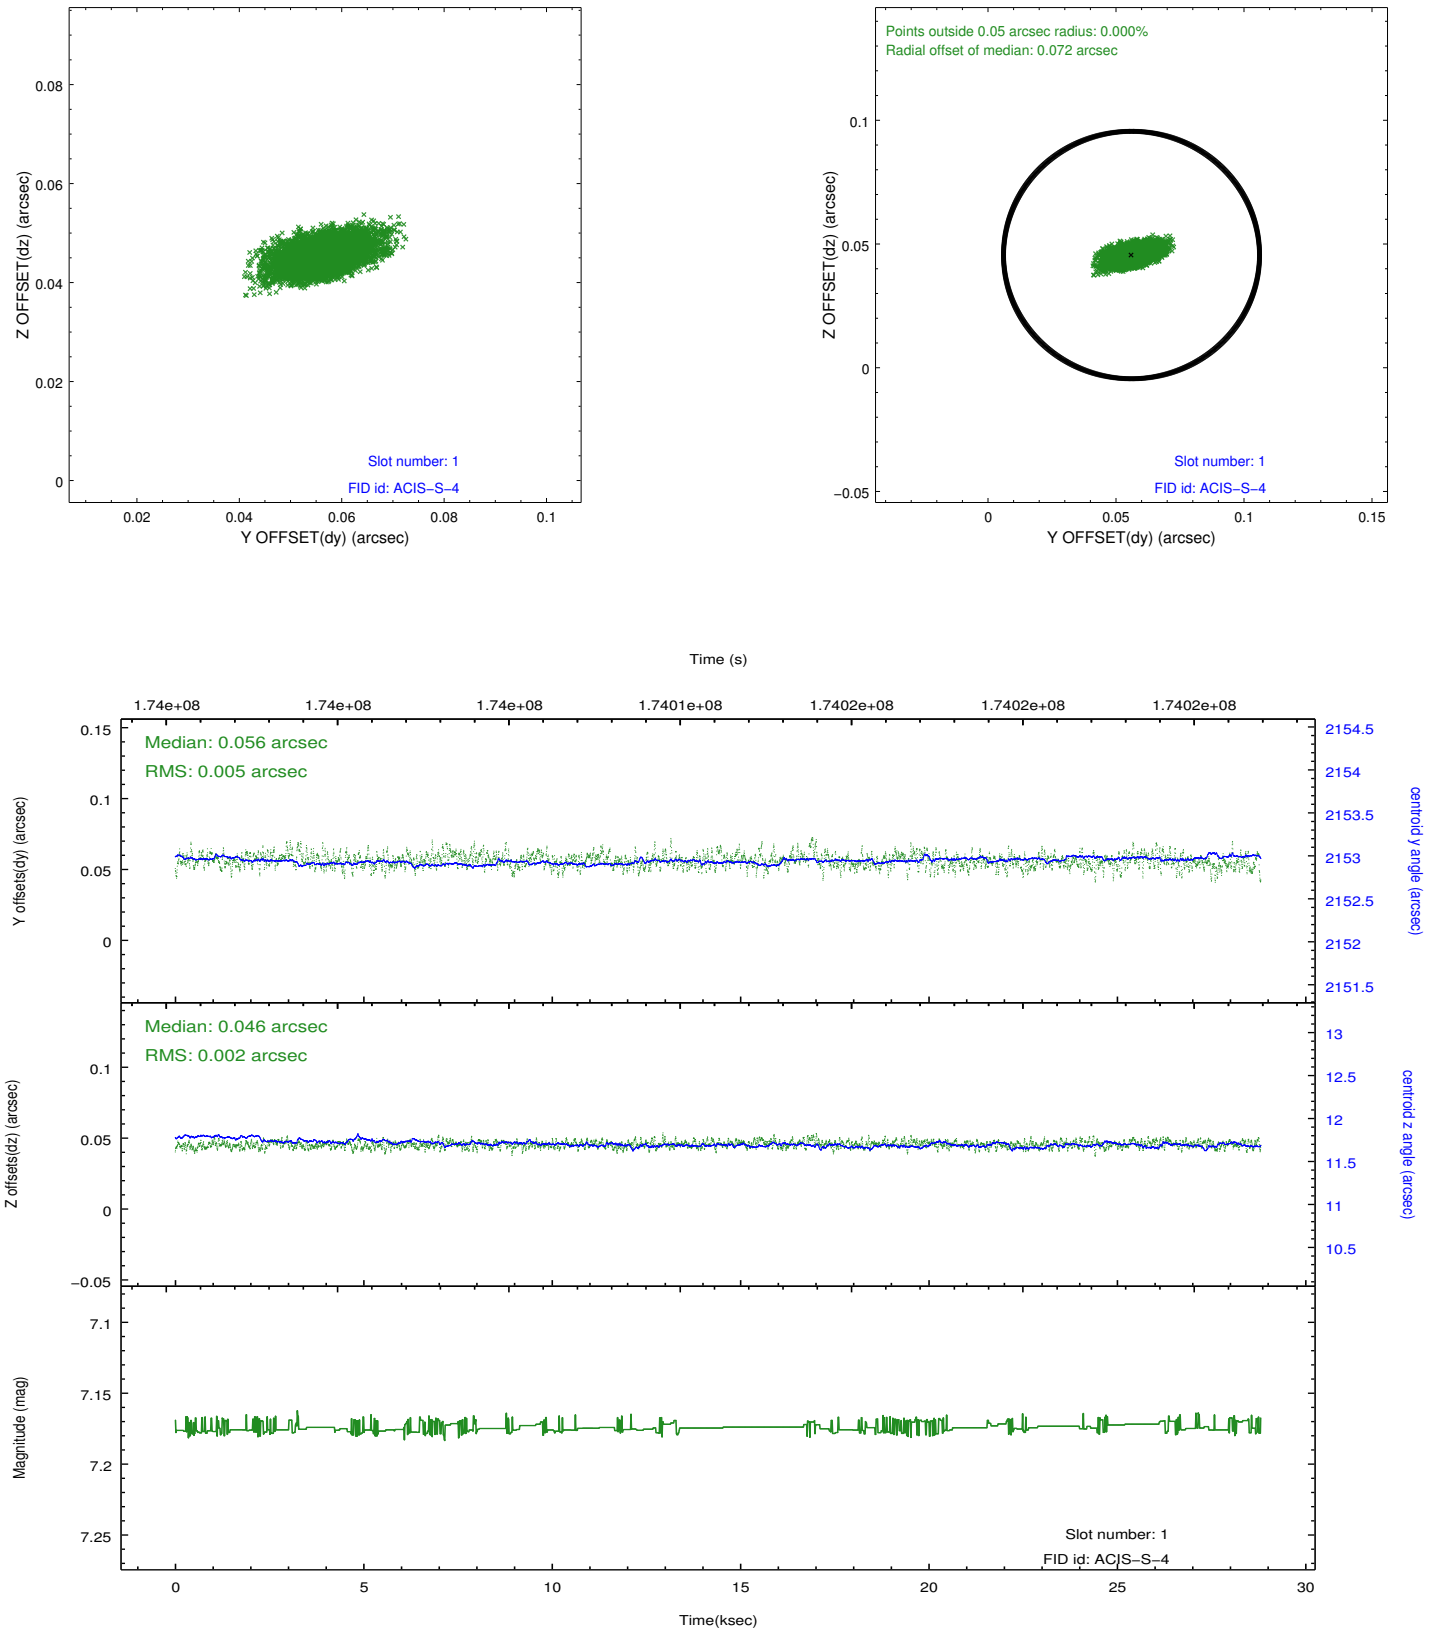 0.08
0.06
0.04
0.02
0
0.02
0.04
0.06
0.08
0.1
Z OFFSET(dz) (arcsec)
Y OFFSET(dy) (arcsec)
Slot number: 1
FID id: ACIS−S−4
Points outside 0.05 arcsec radius: 0.000%
Radial offset of median: 0.072 arcsec
0.1
0.05
0
−0.05
0
0.05
0.1
0.15
Z OFFSET(dz) (arcsec)
Y OFFSET(dy) (arcsec)
Slot number: 1
FID id: ACIS−S−4
Time (s)
1.74e+08
1.74e+08
1.74e+08
1.7401e+08
1.7402e+08
1.7402e+08
1.7402e+08
Median: 0.056 arcsec
RMS: 0.005 arcsec
0.15
0.1
0.05
0
Y offsets(dy) (arcsec)
2154.5
2154
2153.5
2153
2152.5
2152
2151.5
centroid y angle (arcsec)
Median: 0.046 arcsec
RMS: 0.002 arcsec
0.1
0.05
0
−0.05
Z offsets(dz) (arcsec)
13
12.5
12
11.5
11
10.5
centroid z angle (arcsec)
7.1
7.15
7.2
7.25
Magnitude (mag)
Slot number: 1
FID id: ACIS−S−4
0
5
10
15
20
25
30
Time(ksec)